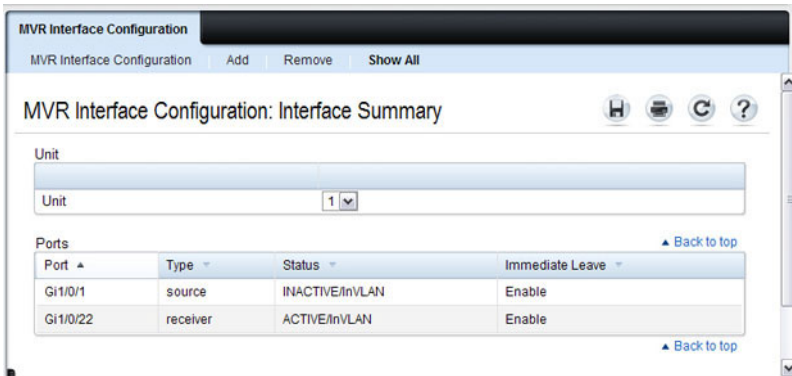 MVR Interface Configuration
MVR Interface Configuration Add Remove Show All
MVR Interface Configuration: Interface Summary
Unit
Unit 1
Ports Back to top
Port Type Status Immediate Leave
Gi1/0/1 source INACTIVE/InVLAN Enable
Gi1/0/22 receiver ACTIVE/InVLAN Enable
Back to top